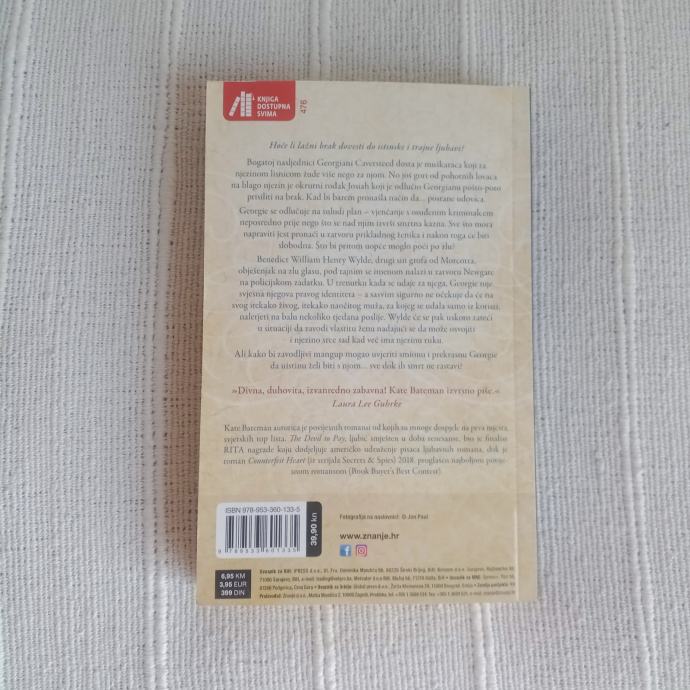 KNJIGA
DOSTUPNA
SVIMA
476
Hoće li lažni brak dovesti do istinske i trajne ljubavi?
Bogatoj nasljednici Georgiani Caversteed dosta je muškaraca koji za
njezinom lisnicom žude više nego za njom. No još gori od pohotnih lovaca
na blago njezin je okrutni rođak Josiah koji je odlučio Georgianu pošto-poto
prisiliti na brak. Kad bi barem pronašla način da... postane udovica.
Georgie se odlučuje na suludi plan – vjenčanje s osuđenim kriminalcem
neposredno prije nego što se nad njim izvrši smrtna kazna. Sve što mora
napraviti jest pronaći u zatvoru prikladnog ženika i nakon toga će biti
slobodna. Što bi pritom uopće moglo poći po zlu?
Benedict William Henry Wylde, drugi sin grofa od Morcotta,
obješenjak na zlu glasu, pod tajnim se imenom nalazi u zatvoru Newgate
na policijskom zadatku. U trenutku kada se udaje za njega, Georgie nije
svjesna njegova pravog identiteta – a sasvim sigurno ne očekuje da će na
svog itekako živog, itekako naočitog muža, za kojeg se udala samo iz koristi,
naletjeti na balu nekoliko tjedana poslije. Wylde će se pak uskoro zateći
u situaciji da zavodi vlastitu ženu nadajući se da može osvojiti
i njezino srce sad kad već ima njezinu ruku.
Ali kako bi zavodljivi mangup mogao uvjeriti smionu i prekrasnu Georgie
da uistinu želi biti s njom... sve dok ih smrt ne rastavi?
»Divna, duhovita, izvanredno zabavna! Kate Bateman izvrsno piše.«
Laura Lee Guhrke
Kate Bateman autorica je povijesnih romansi od kojih su mnoge dospjele na prva mjesta
svjetskih top lista. The Devil to Pay, ljubić smješten u doba renesanse, bio je finalist
RITA nagrade koju dodjeljuje američko udruženje pisaca ljubavnih romana, dok je
roman Counterfeit Heart (iz serijala Secrets & Spies) 2018. proglašen najboljom povije-
snom romansom (Book Buyer's Best Contest).
ISBN 978-953-360-133-5
9 789533 601335
39,90 kn
Fotografija na naslovnici: © Jon Paul
www.znanje.hr
6,95 KM
3,95 EUR
399 DIN